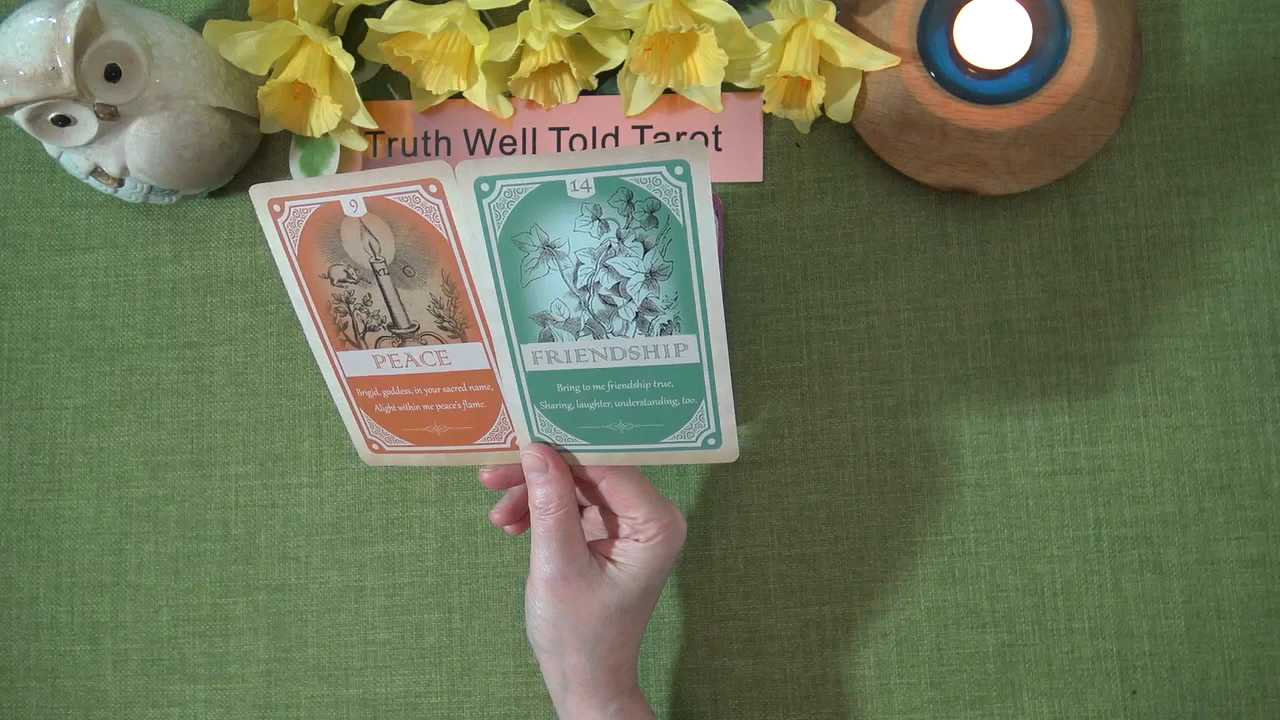 Truth Well Told Tarot
9
PEACE
Brigid, goddess, in your sacred name,
Alight within me peace's flame.
14
FRIENDSHIP
Bring to me friendship true,
Sharing, laughter, understanding, too.